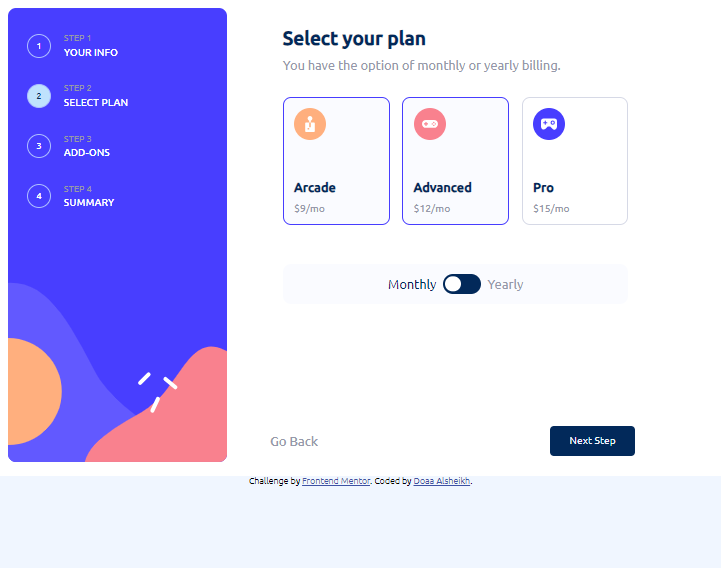 1
STEP 1
YOUR INFO
2
STEP 2
SELECT PLAN
3
STEP 3
ADD-ONS
4
STEP 4
SUMMARY
Select your plan
You have the option of monthly or yearly billing.
Arcade
$9/mo
Advanced
$12/mo
Pro
$15/mo
Monthly
Yearly
Go Back
Next Step
Challenge by Frontend Mentor. Coded by Doaa Alsheikh.